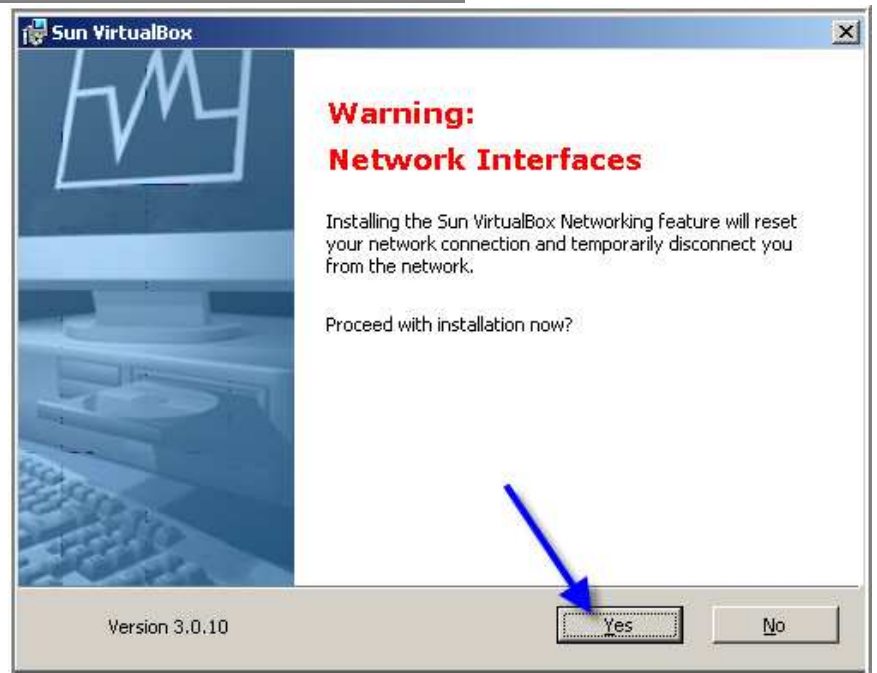 Sun VirtualBox
Warning:
Network Interfaces
Installing the Sun VirtualBox Networking feature will reset
your network connection and temporarily disconnect you
from the network.
Proceed with installation now?
Version 3.0.10
Yes
No